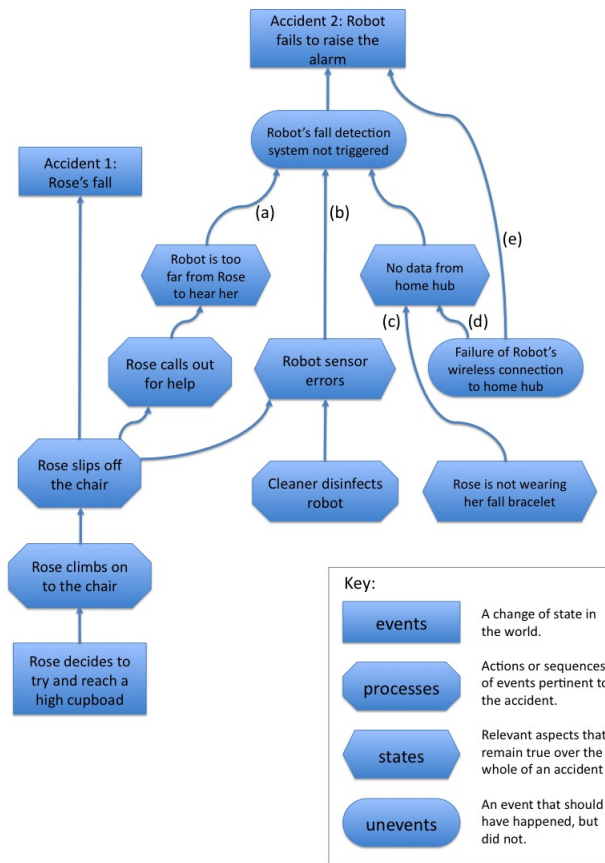 Accident 2: Robot
fails to raise the
alarm
Robot's fall detection
system not triggered
Accident 1:
Rose's fall
(a)
(b)
(e)
Robot is too
far from Rose
to hear her
No data from
home hub
(c)
(d)
Rose calls out
for help
Robot sensor
errors
Failure of Robot's
wireless connection
to home hub
Rose slips off
the chair
Cleaner disinfects
robot
Rose is not wearing
her fall bracelet
Rose climbs on
to the chair
Rose decides to
try and reach a
high cupboad
Key:
events
A change of state in
the world.
processes
Actions or sequences
of events pertinent to
the accident.
states
Relevant aspects that
remain true over the
whole of an accident
unevents
An event that should
have happened, but
did not.